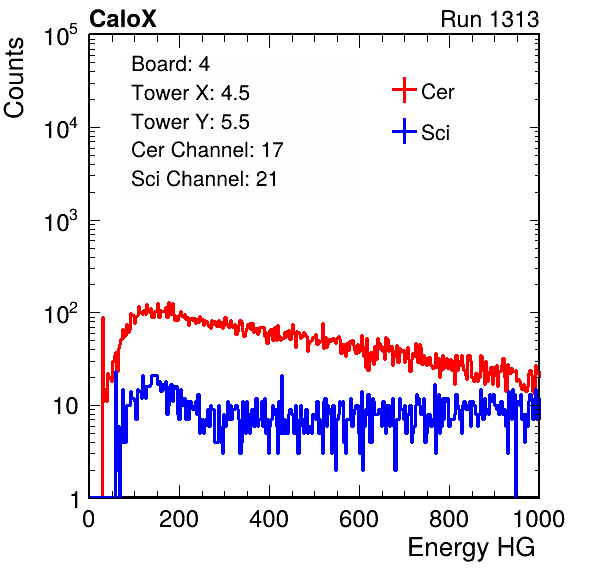 CaloX Run 1313
Counts
10^5
10^4
10^3
10^2
10
1
Board: 4
Tower X: 4.5
Tower Y: 5.5
Cer Channel: 17
Sci Channel: 21
Cer
Sci
0 200 400 600 800 1000
Energy HG